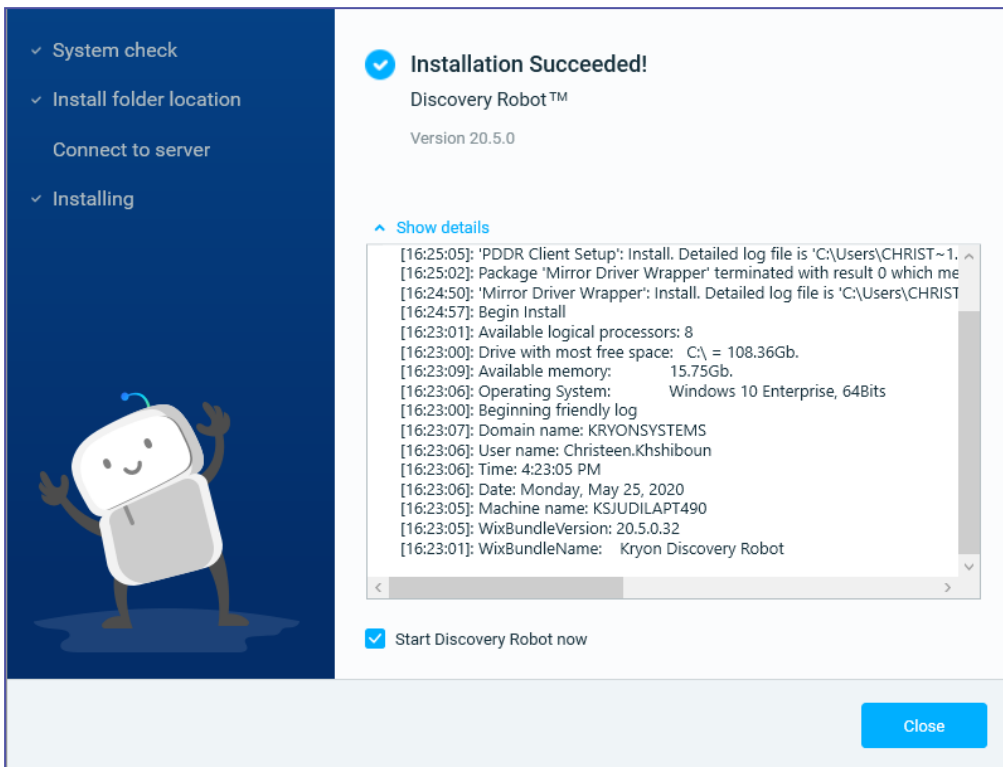 System check
Install folder location
Connect to server
Installing
Installation Succeeded!
Discovery Robot™
Version 20.5.0
Show details
[16:25:05]: 'PDDR Client Setup': Install. Detailed log file is 'C:\Users\CHRIST~1.
[16:25:02]: Package 'Mirror Driver Wrapper' terminated with result 0 which me
[16:24:50]: 'Mirror Driver Wrapper': Install. Detailed log file is 'C:\Users\CHRIST
[16:24:57]: Begin Install
[16:23:01]: Available logical processors: 8
[16:23:00]: Drive with most free space: C:\ = 108.36Gb.
[16:23:09]: Available memory: 15.75Gb.
[16:23:06]: Operating System: Windows 10 Enterprise, 64Bits
[16:23:00]: Beginning friendly log
[16:23:07]: Domain name: KRYONSYSTEMS
[16:23:06]: User name: Christeen.Khshiboun
[16:23:06]: Time: 4:23:05 PM
[16:23:06]: Date: Monday, May 25, 2020
[16:23:05]: Machine name: KSJUDILAPT490
[16:23:05]: WixBundleVersion: 20.5.0.32
[16:23:01]: WixBundleName: Kryon Discovery Robot
Start Discovery Robot now
Close